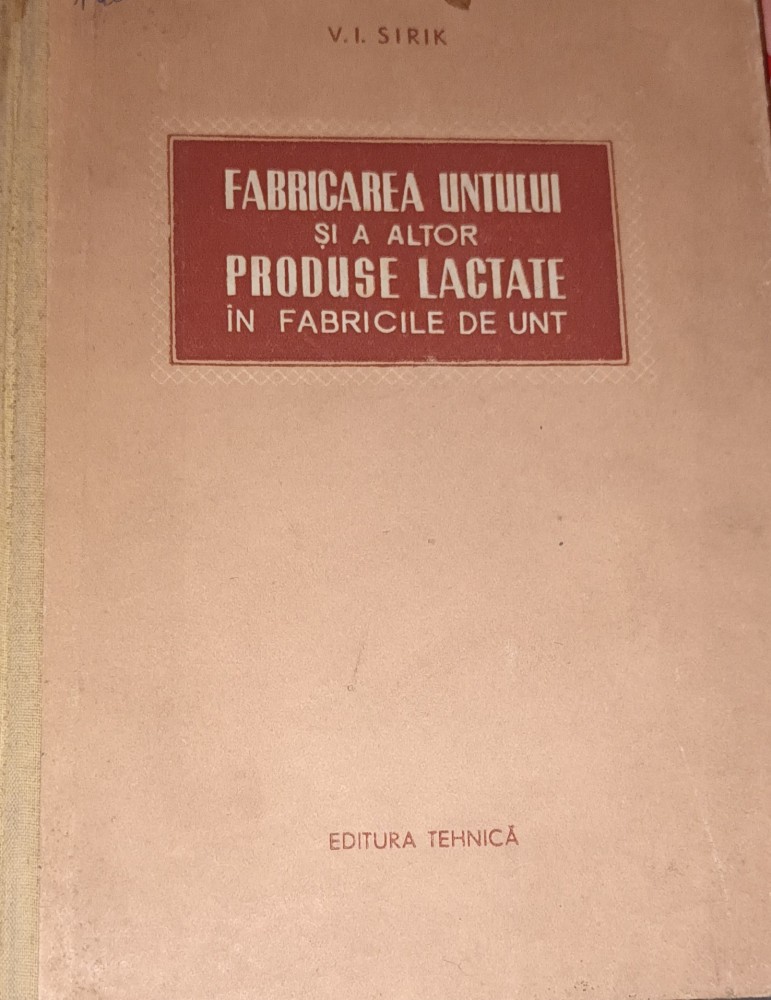 V. I. SIRIK
FABRICAREA UNTULUI
ȘI A ALTOR
PRODUSE LACTATE
ÎN FABRICILE DE UNT
EDITURA TEHNICĂ